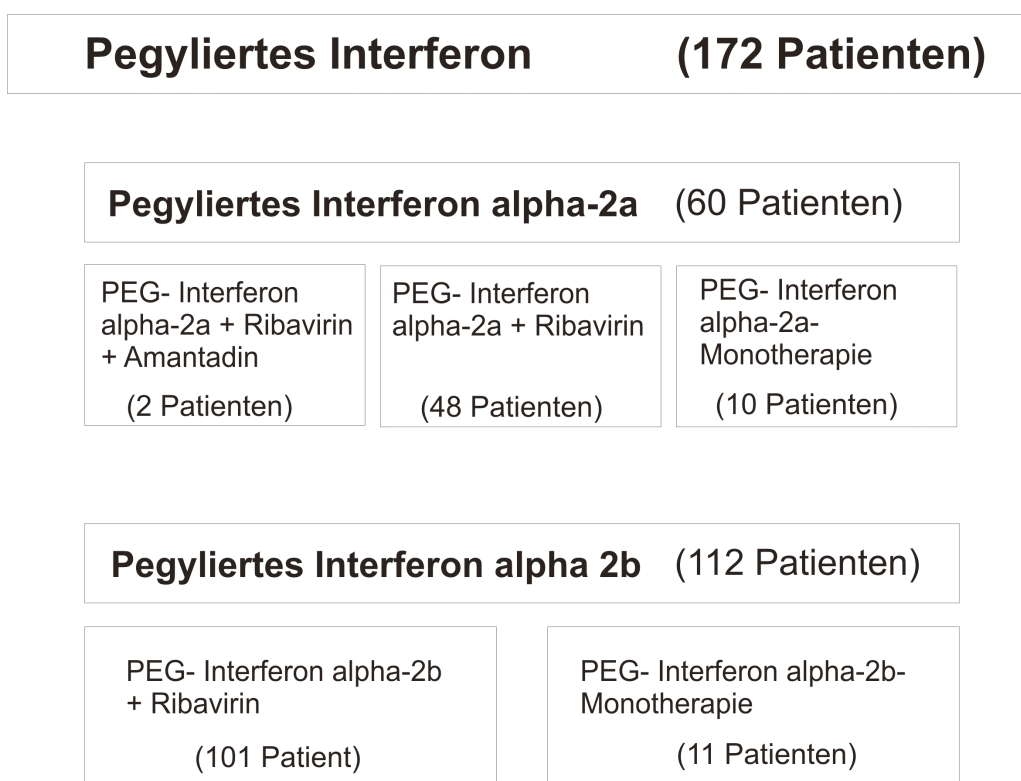 Pegyliertes Interferon (172 Patienten)
Pegyliertes Interferon alpha-2a (60 Patienten)
PEG- Interferon
alpha-2a + Ribavirin
+ Amantadin
(2 Patienten)
PEG- Interferon
alpha-2a + Ribavirin
(48 Patienten)
PEG- Interferon
alpha-2a-
Monotherapie
(10 Patienten)
Pegyliertes Interferon alpha 2b (112 Patienten)
PEG- Interferon alpha-2b
+ Ribavirin
(101 Patient)
PEG- Interferon alpha-2b-
Monotherapie
(11 Patienten)